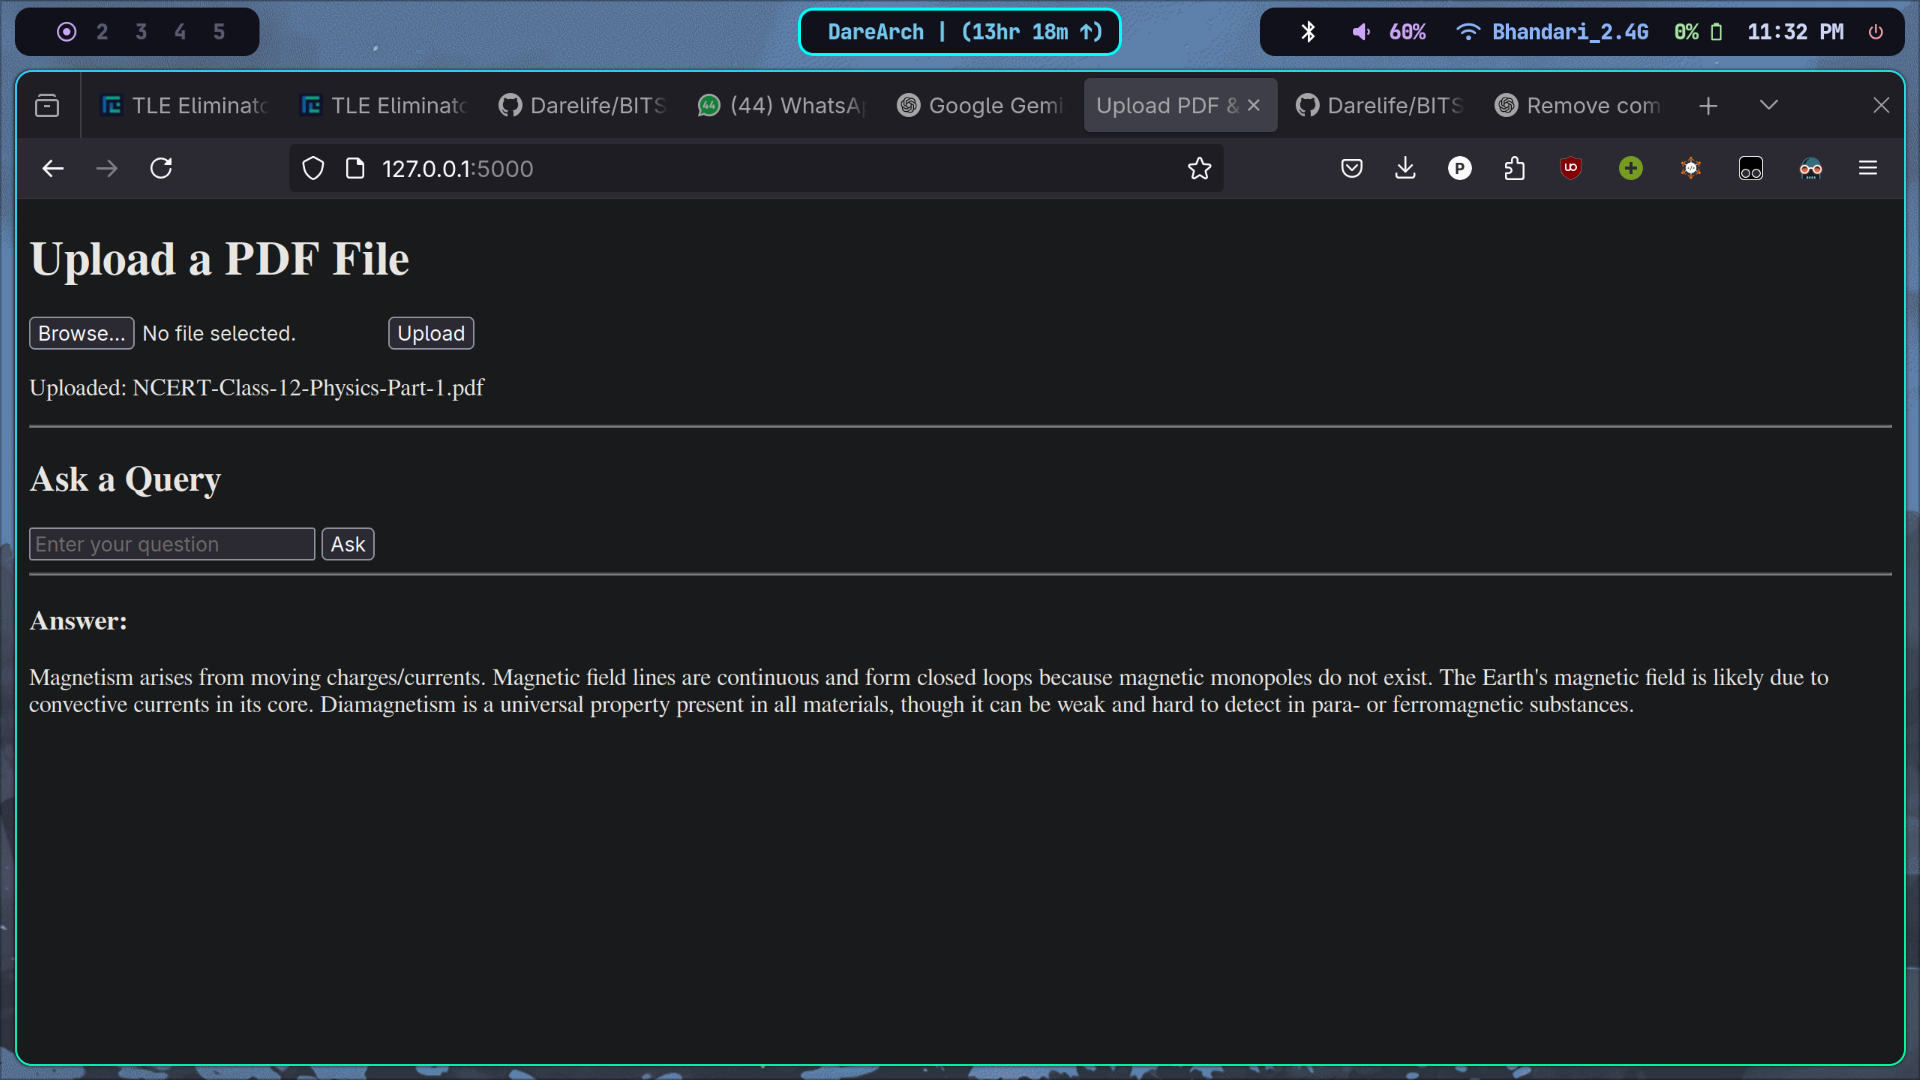 2 3 4 5
DareArch | (13hr 18m ↑)
60% Bhandari_2.4G 0% 11:32 PM
TLE Eliminato
TLE Eliminato
Darelife/BITS
(44) WhatsAp
Google Gemi
Upload PDF &
Darelife/BITS
Remove com
127.0.0.1:5000
Upload a PDF File
Browse... No file selected. Upload
Uploaded: NCERT-Class-12-Physics-Part-1.pdf
Ask a Query
Enter your question Ask
Answer:
Magnetism arises from moving charges/currents. Magnetic field lines are continuous and form closed loops because magnetic monopoles do not exist. The Earth's magnetic field is likely due to
convective currents in its core. Diamagnetism is a universal property present in all materials, though it can be weak and hard to detect in para- or ferromagnetic substances.